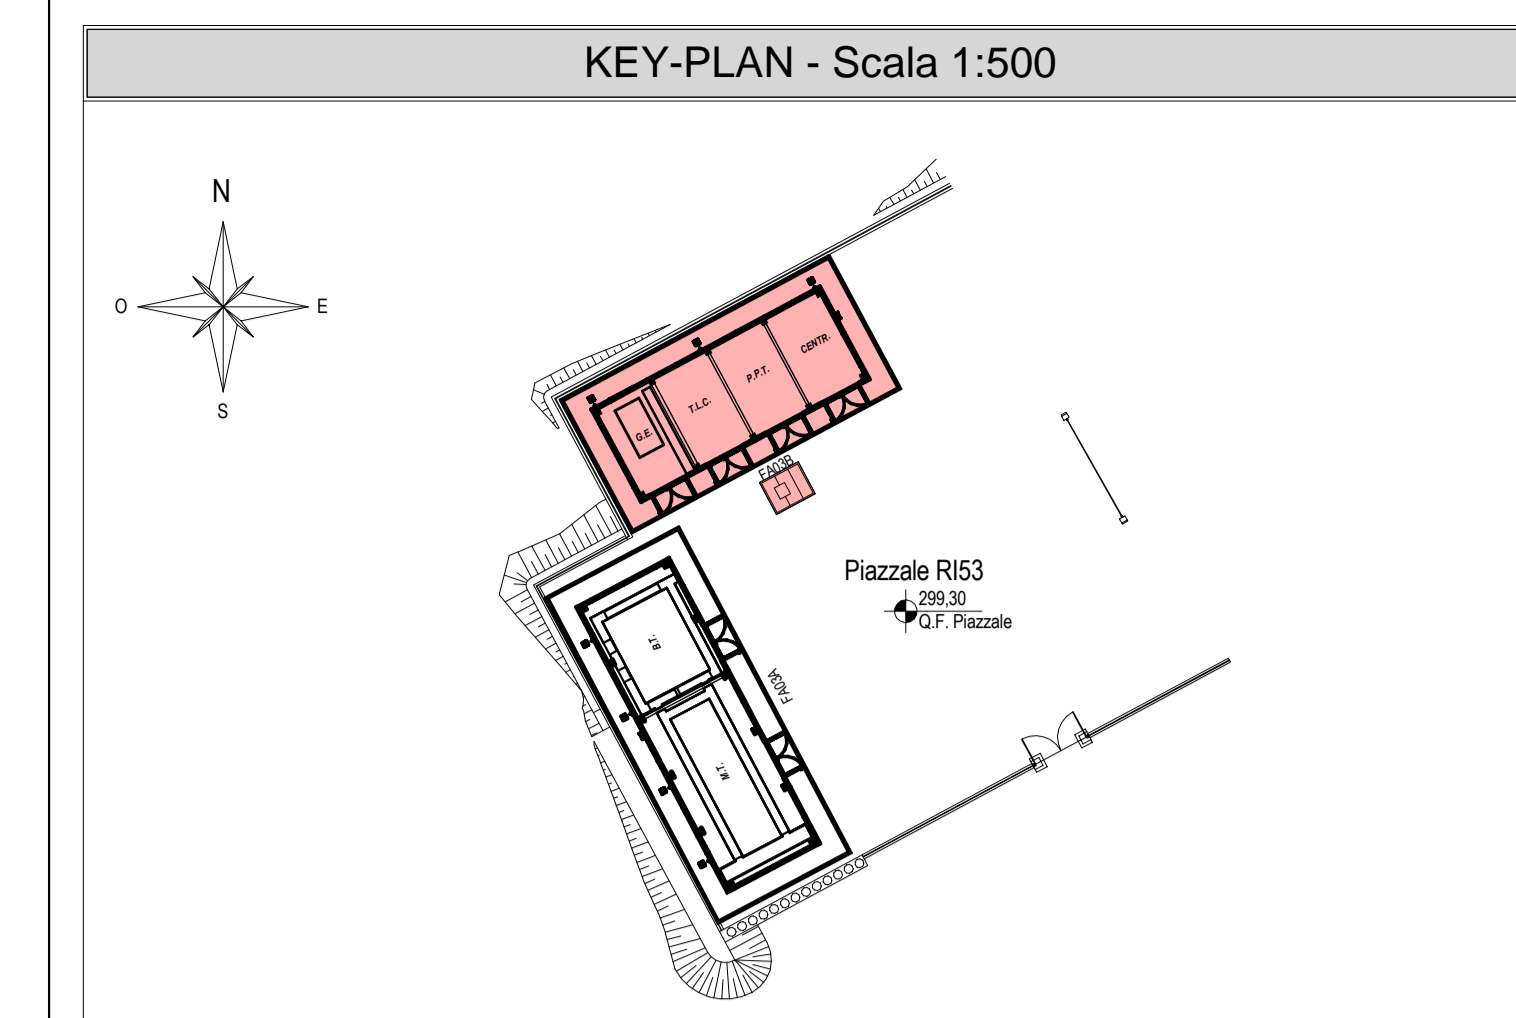 KEY-PLAN - Scala 1:500
N
O
E
S
CENTR.
P.P.T.
T.L.C.
G.E.
FA03B
Piazzale RI53
299,30
Q.F. Piazzale
B.T.
FA03A
M.T.